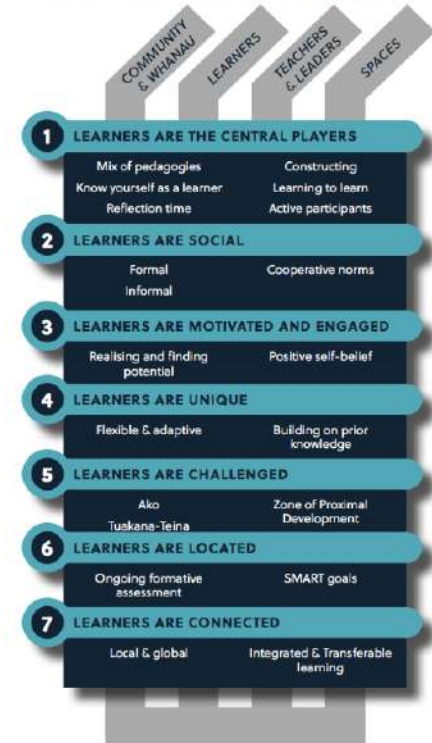 COMMUNITY
& WHANAU
LEARNERS
TEACHERS
& LEADERS
SPACES
1 LEARNERS ARE THE CENTRAL PLAYERS
Mix of pedagogies
Know yourself as a learner
Reflection time
Constructing
Learning to learn
Active participants
2 LEARNERS ARE SOCIAL
Formal
Informal
Cooperative norms
3 LEARNERS ARE MOTIVATED AND ENGAGED
Realising and finding
potential
Positive self-belief
4 LEARNERS ARE UNIQUE
Flexible & adaptive
Building on prior
knowledge
5 LEARNERS ARE CHALLENGED
Ako
Tuakana-Teina
Zone of Proximal
Development
6 LEARNERS ARE LOCATED
Ongoing formative
assessment
SMART goals
7 LEARNERS ARE CONNECTED
Local & global
Integrated & Transferable
learning